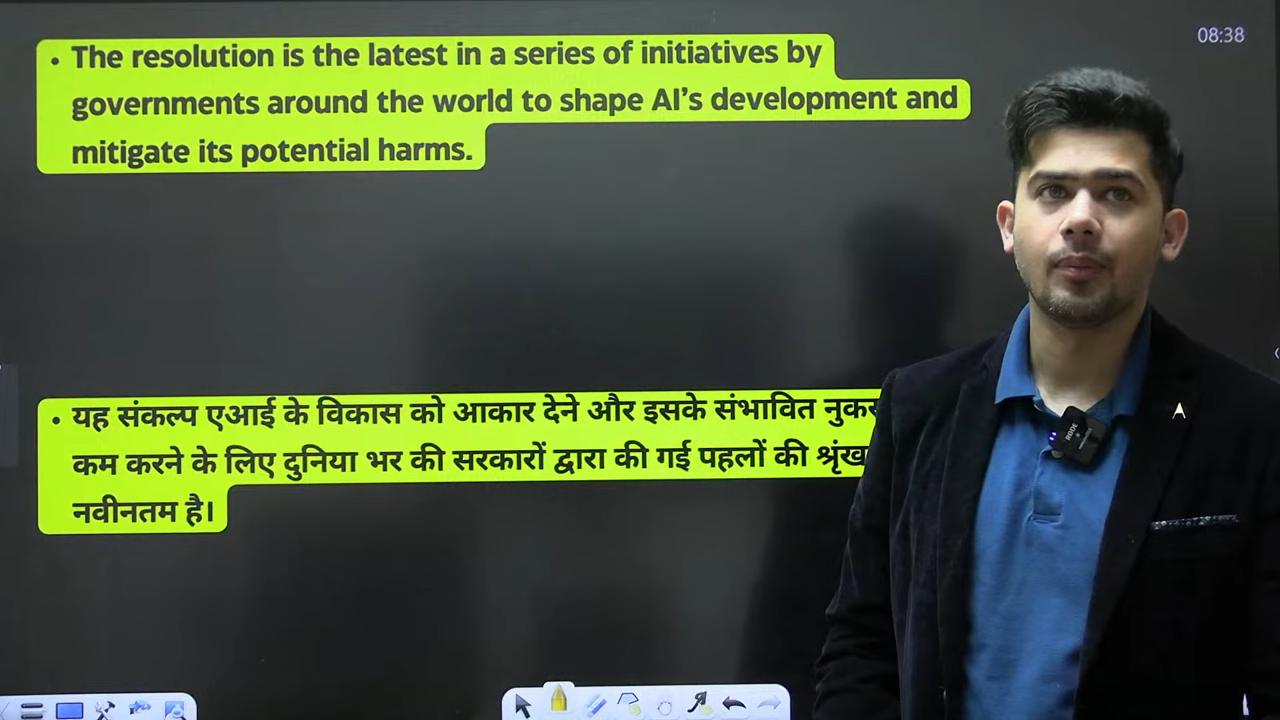 08:38
• The resolution is the latest in a series of initiatives by
governments around the world to shape AI's development and
mitigate its potential harms.
• यह संकल्प एआई के विकास को आकार देने और इसके संभावित
कम करने के लिए दुनिया भर की सरकारों द्वारा की गई पहलों की
नवीनतम है।
RODE